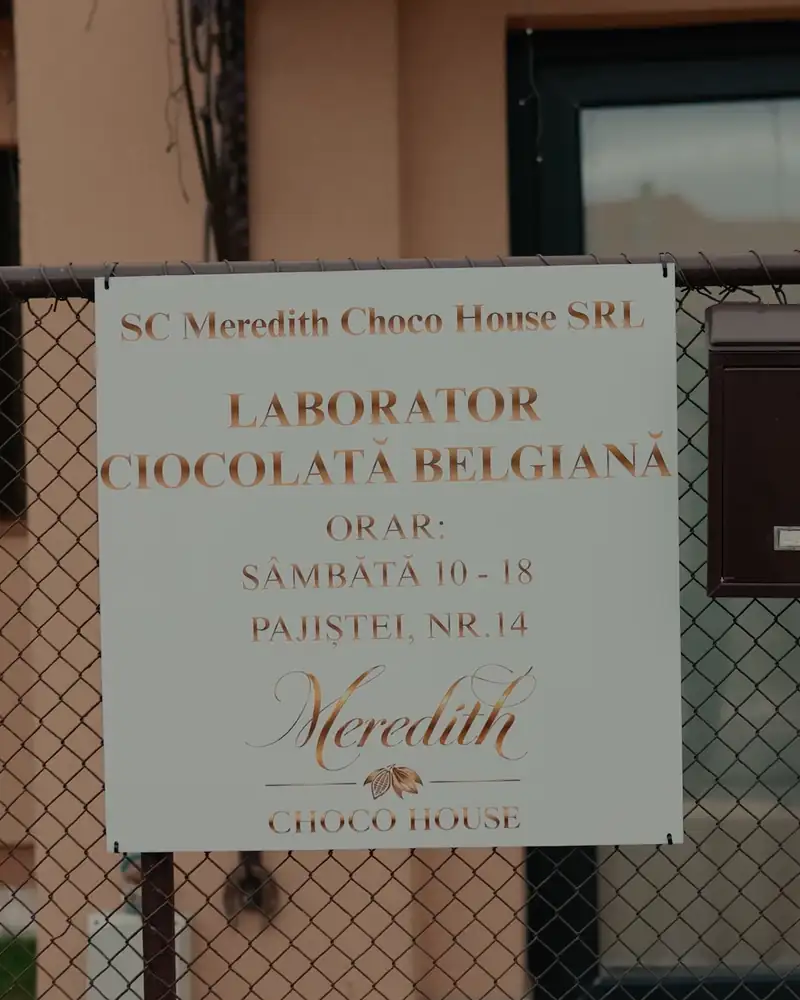 SC Meredith Choco House SRL
LABORATOR
CIOCOLATĂ BELGIANĂ
ORAR:
SÂMBĂTĂ 10 - 18
PAJIȘTEI, NR.14
Meredith
CHOCO HOUSE